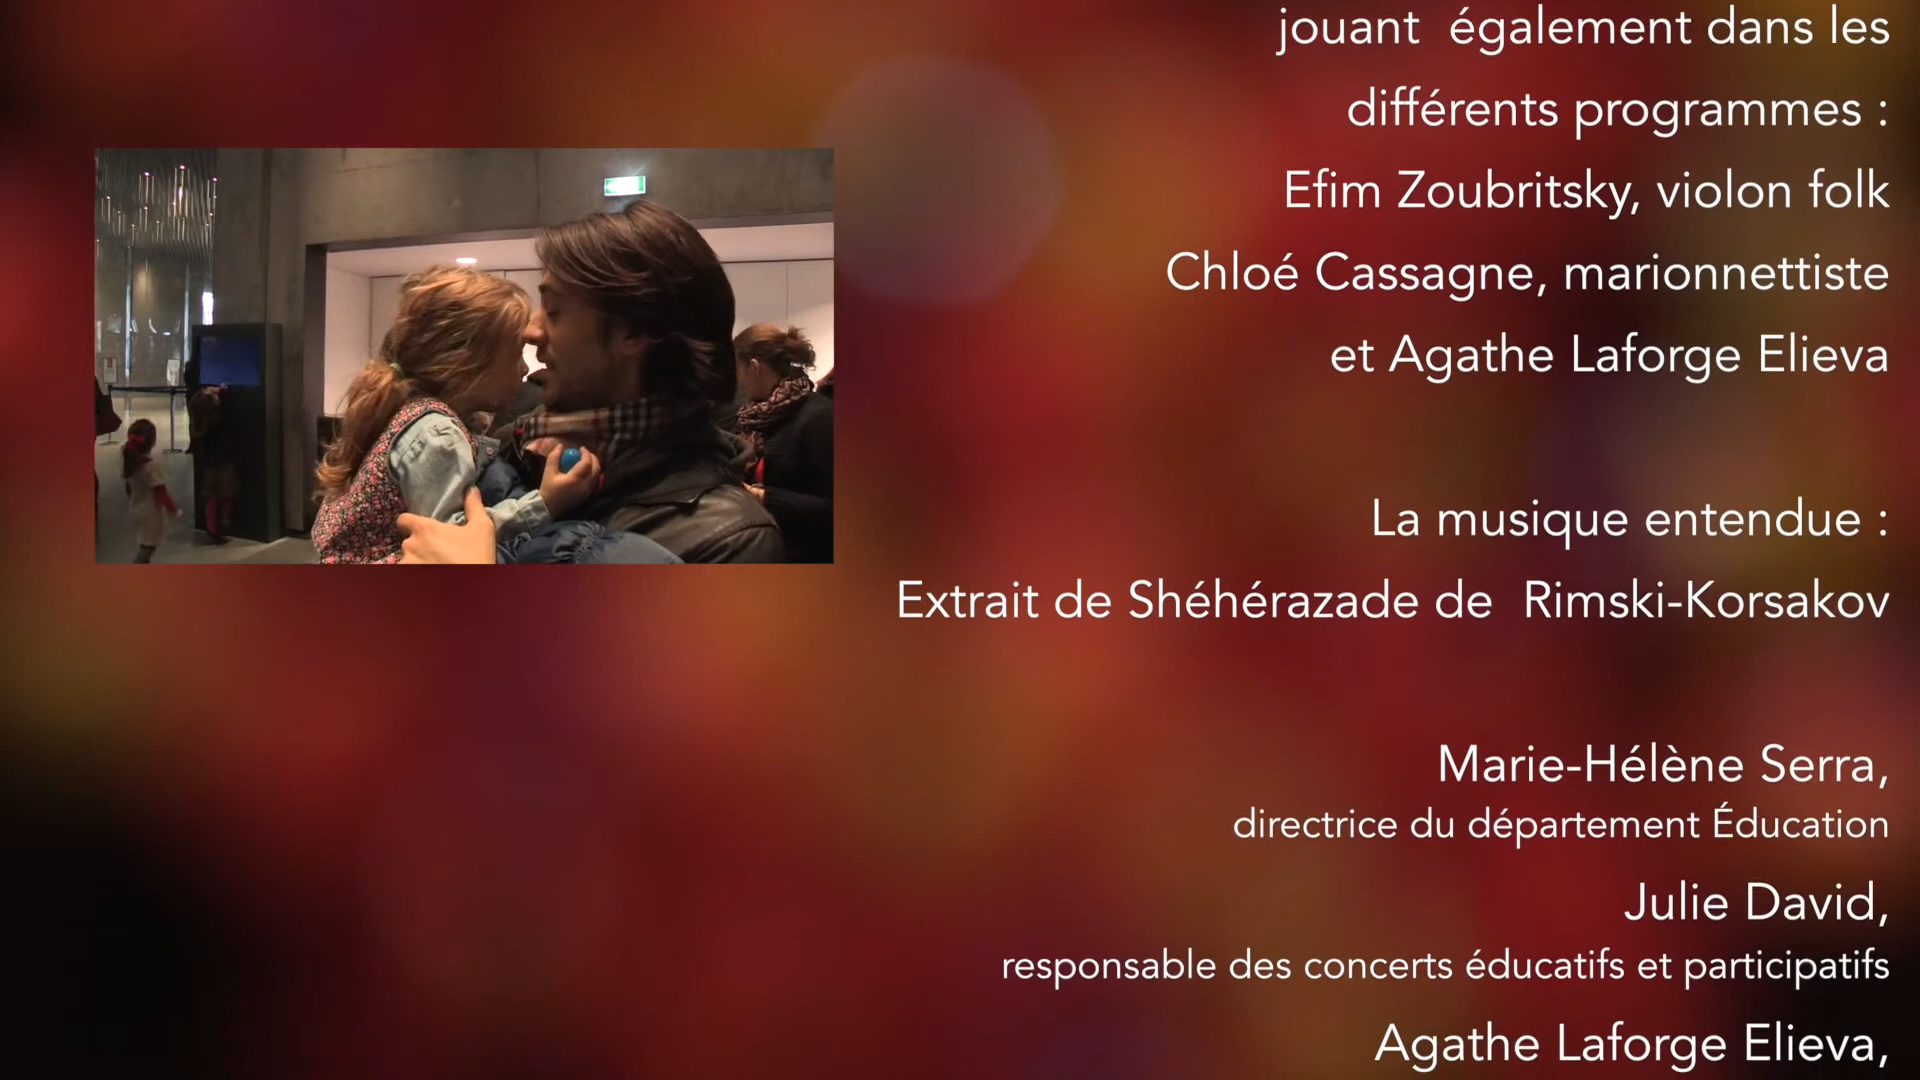 jouant également dans les
différents programmes :
Efim Zoubritsky, violon folk
Chloé Cassagne, marionnettiste
et Agathe Laforge Elieva
La musique entendue :
Extrait de Shéhérazade de Rimski-Korsakov
Marie-Hélène Serra,
directrice du département Éducation
Julie David,
responsable des concerts éducatifs et participatifs
Agathe Laforge Elieva,